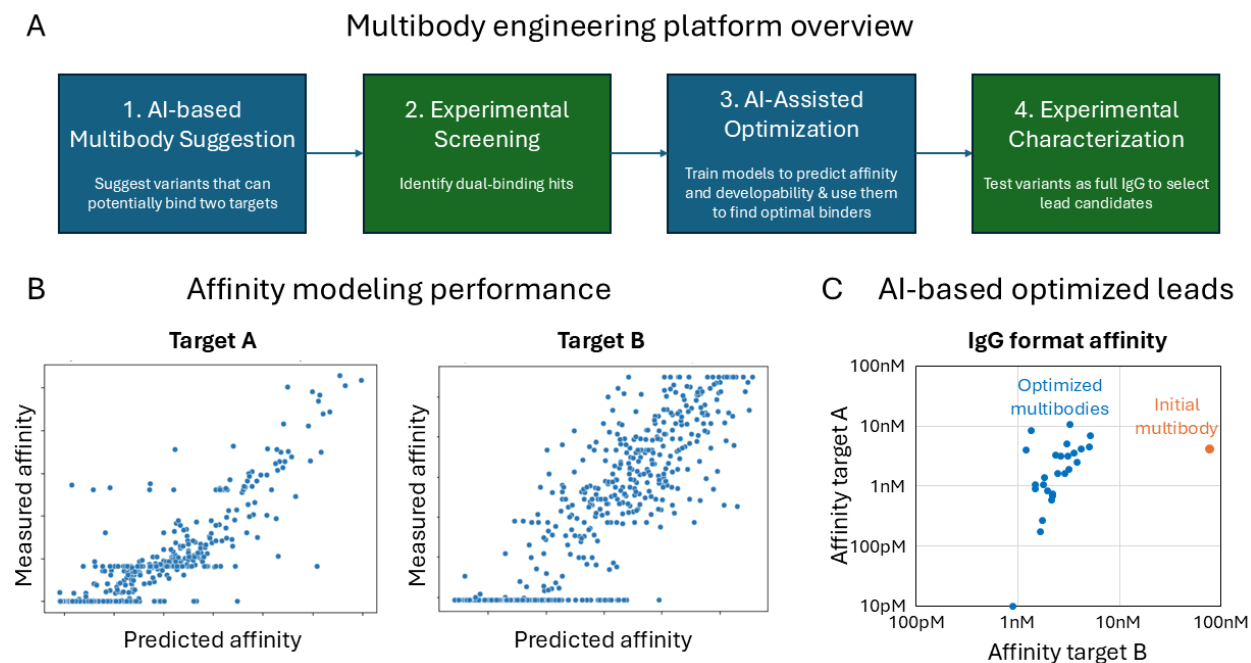 A
Multibody engineering platform overview
1. AI-based
Multibody Suggestion
Suggest variants that can
potentially bind two targets
2. Experimental
Screening
Identify dual-binding hits
3. AI-Assisted
Optimization
Train models to predict affinity
and developability & use them
to find optimal binders
4. Experimental
Characterization
Test variants as full IgG to select
lead candidates
B
Affinity modeling performance
Target A
Measured affinity
Predicted affinity
Target B
Measured affinity
Predicted affinity
C
AI-based optimized leads
IgG format affinity
Affinity target A
100nM
10nM
1nM
100pM
10pM
Optimized
multibodies
Initial
multibody
100pM
1nM
10nM
100nM
Affinity target B